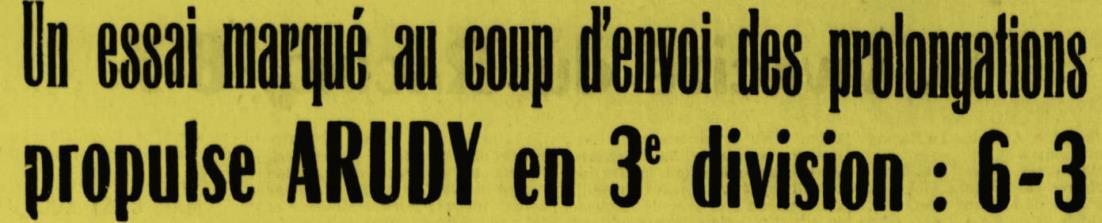 Un essai marqué au coup d'envoi des prolongations
propulse ARUDY en 3e division : 6-3